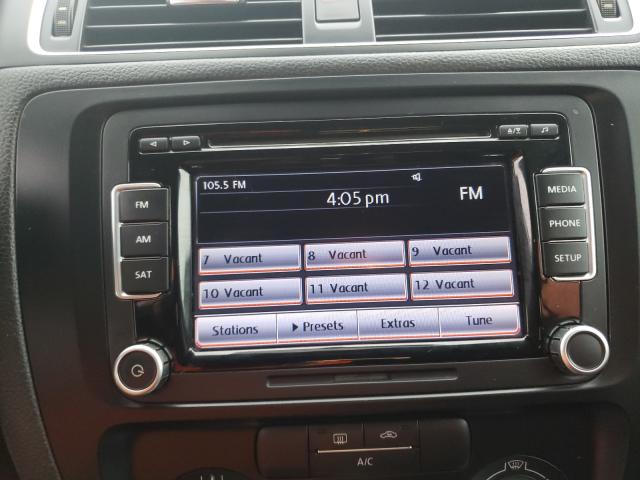 105.5 FM
4:05 pm
FM
7 Vacant
8 Vacant
9 Vacant
10 Vacant
11 Vacant
12 Vacant
Stations
Presets
Extras
Tune
FM
AM
SAT
MEDIA
PHONE
SETUP
A/C